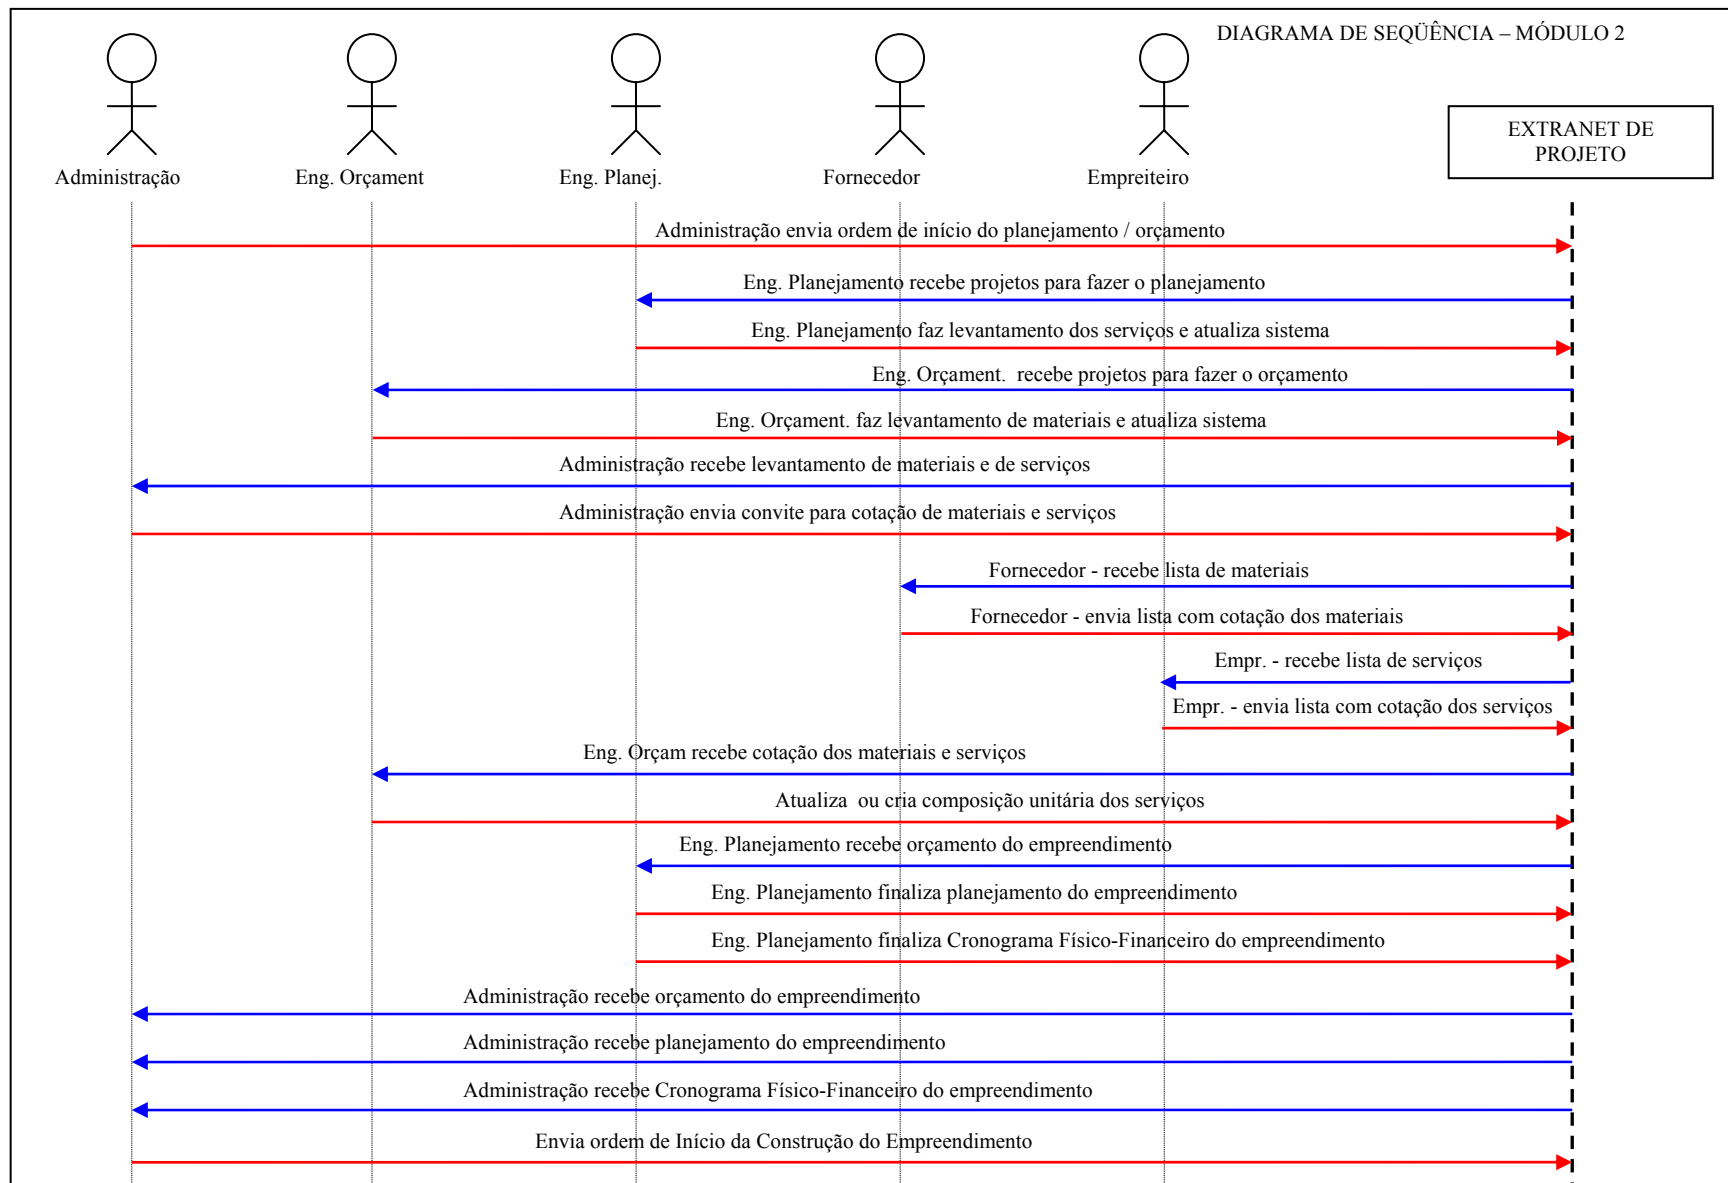 DIAGRAMA DE SEQÜÊNCIA – MÓDULO 2
EXTRANET DE
PROJETO
Administração
Eng. Orçament
Eng. Planej.
Fornecedor
Empreiteiro
Administração envia ordem de início do planejamento / orçamento
Eng. Planejamento recebe projetos para fazer o planejamento
Eng. Planejamento faz levantamento dos serviços e atualiza sistema
Eng. Orçament.  recebe projetos para fazer o orçamento
Eng. Orçament. faz levantamento de materiais e atualiza sistema
Administração recebe levantamento de materiais e de serviços
Administração envia convite para cotação de materiais e serviços
Fornecedor - recebe lista de materiais
Fornecedor - envia lista com cotação dos materiais
Empr. - recebe lista de serviços
Empr. - envia lista com cotação dos serviços
Eng. Orçam recebe cotação dos materiais e serviços
Atualiza  ou cria composição unitária dos serviços
Eng. Planejamento recebe orçamento do empreendimento
Eng. Planejamento finaliza planejamento do empreendimento
Eng. Planejamento finaliza Cronograma Físico-Financeiro do empreendimento
Administração recebe orçamento do empreendimento
Administração recebe planejamento do empreendimento
Administração recebe Cronograma Físico-Financeiro do empreendimento
Envia ordem de Início da Construção do Empreendimento